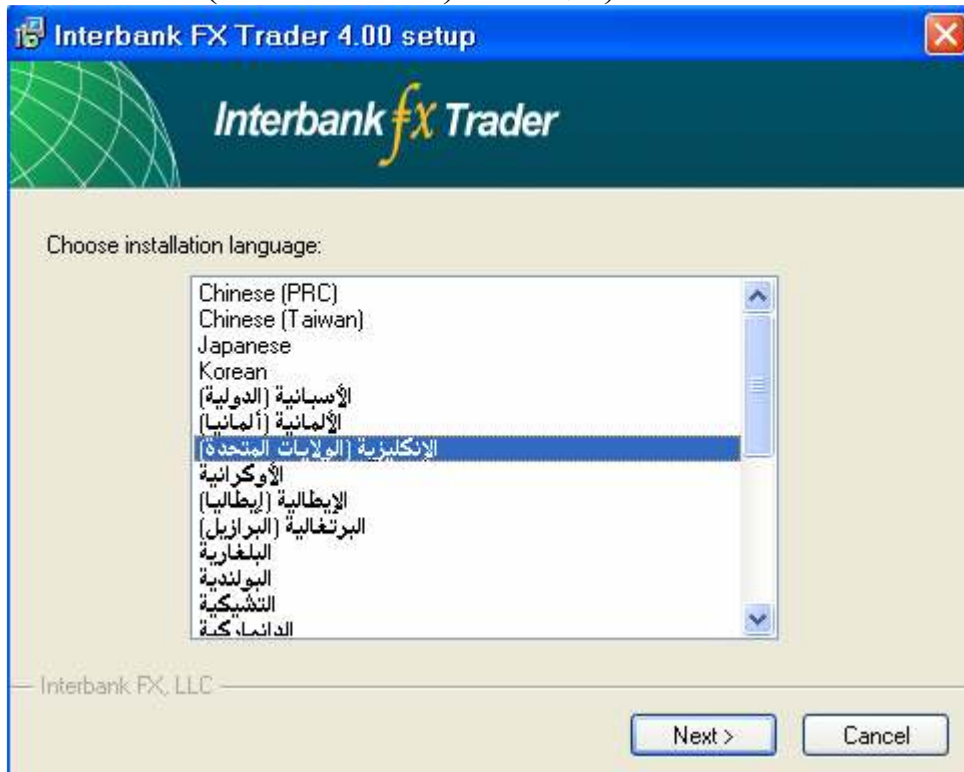 Interbank FX Trader 4.00 setup
Interbank fx Trader
Choose installation language:
Chinese (PRC)
Chinese (Taiwan)
Japanese
Korean
الأسبانية (الدولية)
الألمانية (ألمانيا)
الإنكليزية (الولايات المتحدة)
الأوكرانية
الإيطالية (إيطاليا)
البرتغالية (البرازيل)
البلغارية
البولندية
التشيكية
الدانماركية
Interbank FX, LLC
Next >
Cancel